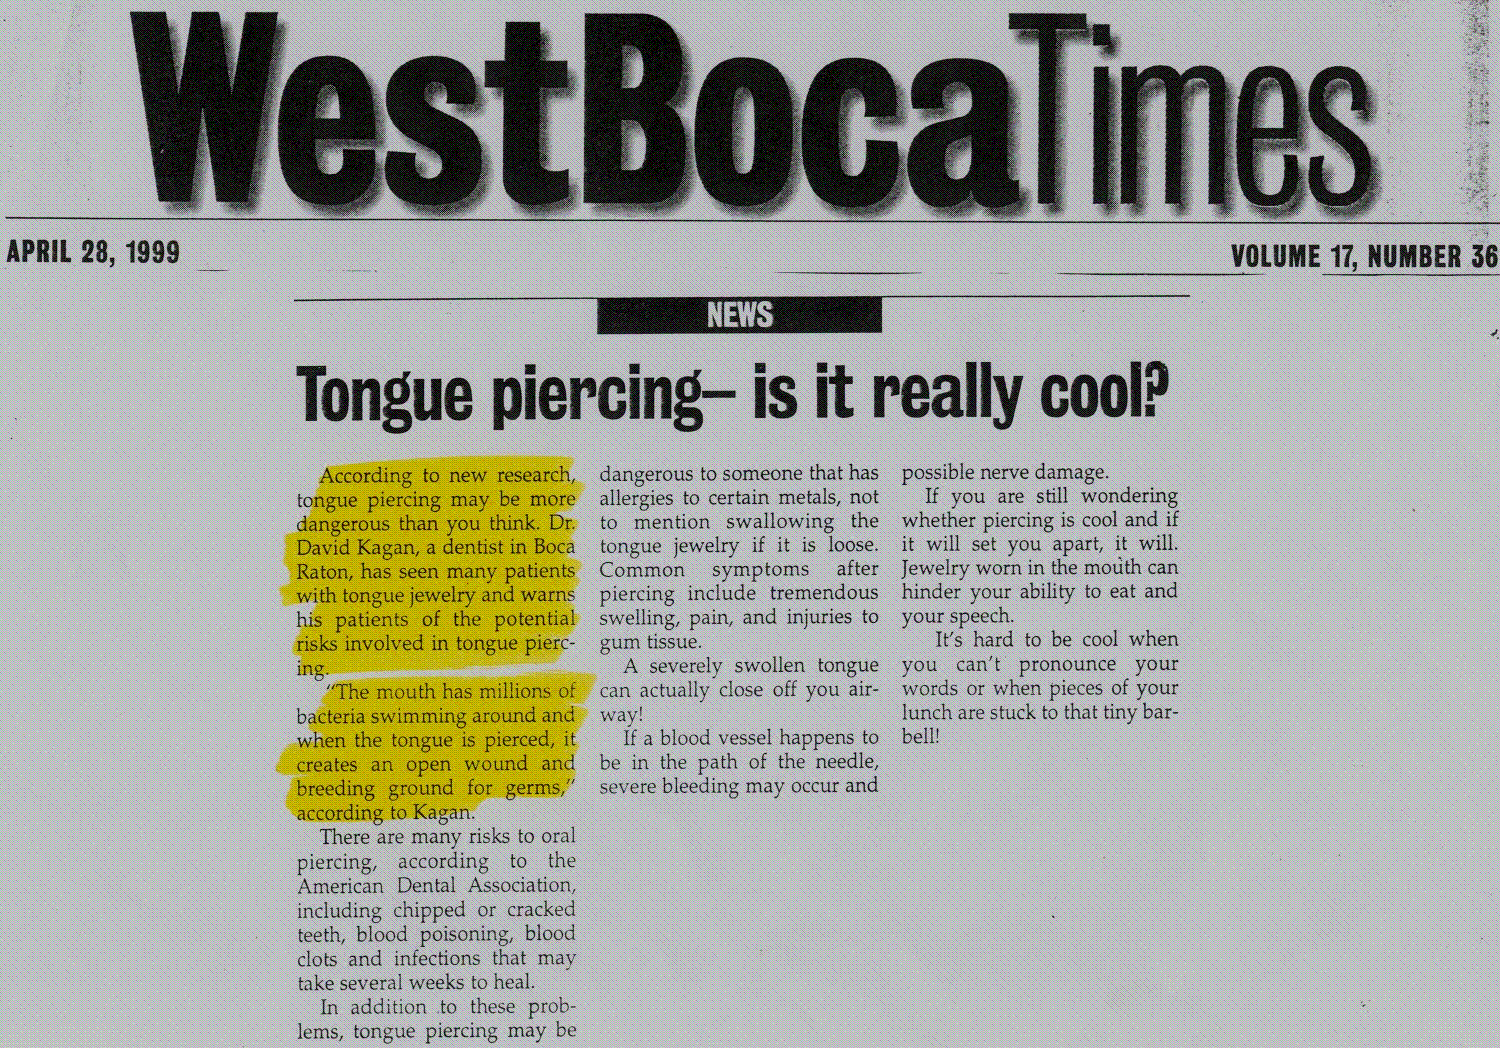 WestBocaTimes
APRIL 28, 1999
VOLUME 17, NUMBER 36
NEWS
Tongue piercing– is it really cool?
According to new research,
tongue piercing may be more
dangerous than you think. Dr.
David Kagan, a dentist in Boca
Raton, has seen many patients
with tongue jewelry and warns
his patients of the potential
risks involved in tongue pierc-
ing.
“The mouth has millions of
bacteria swimming around and
when the tongue is pierced, it
creates an open wound and
breeding ground for germs,”
according to Kagan.
There are many risks to oral
piercing, according to the
American Dental Association,
including chipped or cracked
teeth, blood poisoning, blood
clots and infections that may
take several weeks to heal.
In addition to these prob-
lems, tongue piercing may be
dangerous to someone that has
allergies to certain metals, not
to mention swallowing the
tongue jewelry if it is loose.
Common symptoms after
piercing include tremendous
swelling, pain, and injuries to
gum tissue.
A severely swollen tongue
can actually close off you air-
way!
If a blood vessel happens to
be in the path of the needle,
severe bleeding may occur and
possible nerve damage.
If you are still wondering
whether piercing is cool and if
it will set you apart, it will.
Jewelry worn in the mouth can
hinder your ability to eat and
your speech.
It's hard to be cool when
you can't pronounce your
words or when pieces of your
lunch are stuck to that tiny bar-
bell!